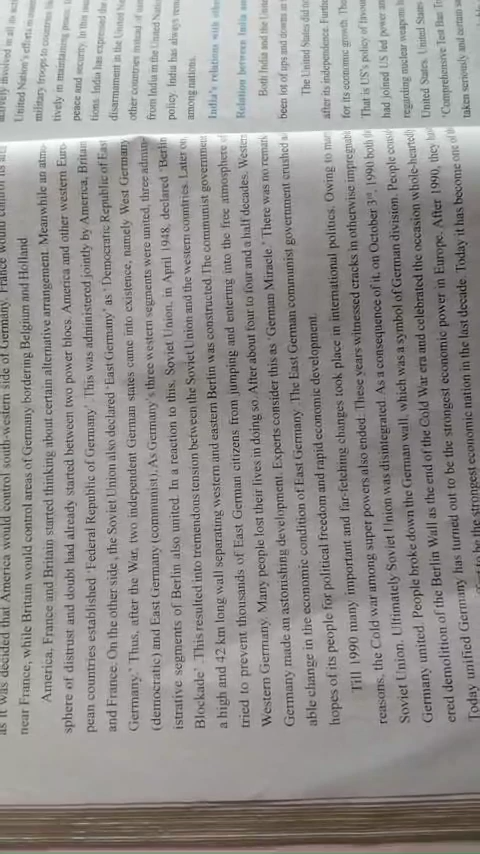 as it was decided that America would control south-western side of Germany, France would control its
near France, while Britain would control areas of Germany bordering Belgium and Holland
America, France and Britain started thinking about certain alternative arrangement. Meanwhile an atmo-
sphere of distrust and doubt had already started between two power blocs. America and other western Euro-
pean countries established 'Federal Republic of Germany'. This was administered jointly by America, Britain
and France. On the other side, the Soviet Union also declared 'East Germany' as 'Democratic Republic of East
Germany.' Thus, after the War, two independent German states came into existence, namely West Germany
(democratic) and East Germany (communist). As Germany's three western segments were united, three admin-
istrative segments of Berlin also united. In a reaction to this, Soviet Union, in April 1948, declared 'Berlin
Blockade'. This resulted into tremendous tension between the Soviet Union and the western countries. Later on
a high and 42 km long wall separating western and eastern Berlin was constructed The communist government
tried to prevent thousands of East German citizens from jumping and entering into the free atmosphere of
Western Germany. Many people lost their lives in doing so. After about four to four and a half decades, Western
Germany made an astonishing development. Experts consider this as 'German Miracle.' There was no remark-
able change in the economic condition of East Germany. The East German communist government crushed
hopes of its people for political freedom and rapid economic development.
Till 1990 many important and far-fetching changes took place in international politics. Owing to
reasons, the Cold war among super powers also ended. These years witnessed cracks in otherwise
Soviet Union. Ultimately Soviet Union was disintegrated. As a consequence of it, on October 3rd, 1990 both
Germany united. People broke down the German wall, which was a symbol of German division. People
ered demolition of the Berlin Wall as the end of the Cold War era and celebrated the occasion whole-heartedly
Today unified Germany has turned out to be the strongest economic power in Europe. After 1990, they
to be the strongest economic nation in the last decade. Today it has become one of
actively involved in all its
United Nation's efforts in
military troops to countries
tively in maintaining peace.
peace and security. In this
tions. India has expressed the
disarmament in the United
other countries instead of
from India in the United
policy. India has always
among nations.
India's relations with
Relation between India and
Both India and the United
been lot of ups and downs in
The United States did not
after its independence. Further
for its economic growth. The
That is US's policy of
had joined US led power
regarding nuclear weapons
United States. United States
'Comprehensive Test Ban
taken seriously and certain